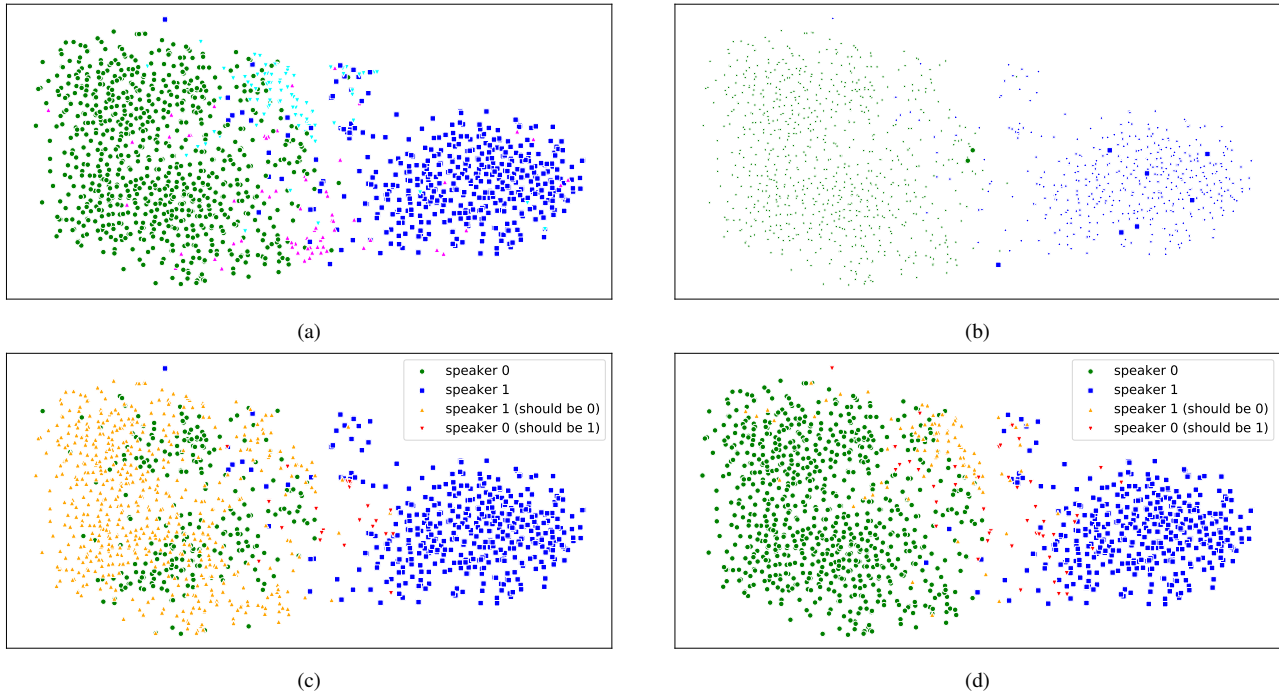 (a)
(b)
speaker 0
speaker 1
speaker 1 (should be 0)
speaker 0 (should be 1)
speaker 0
speaker 1
speaker 1 (should be 0)
speaker 0 (should be 1)
(c)
(d)